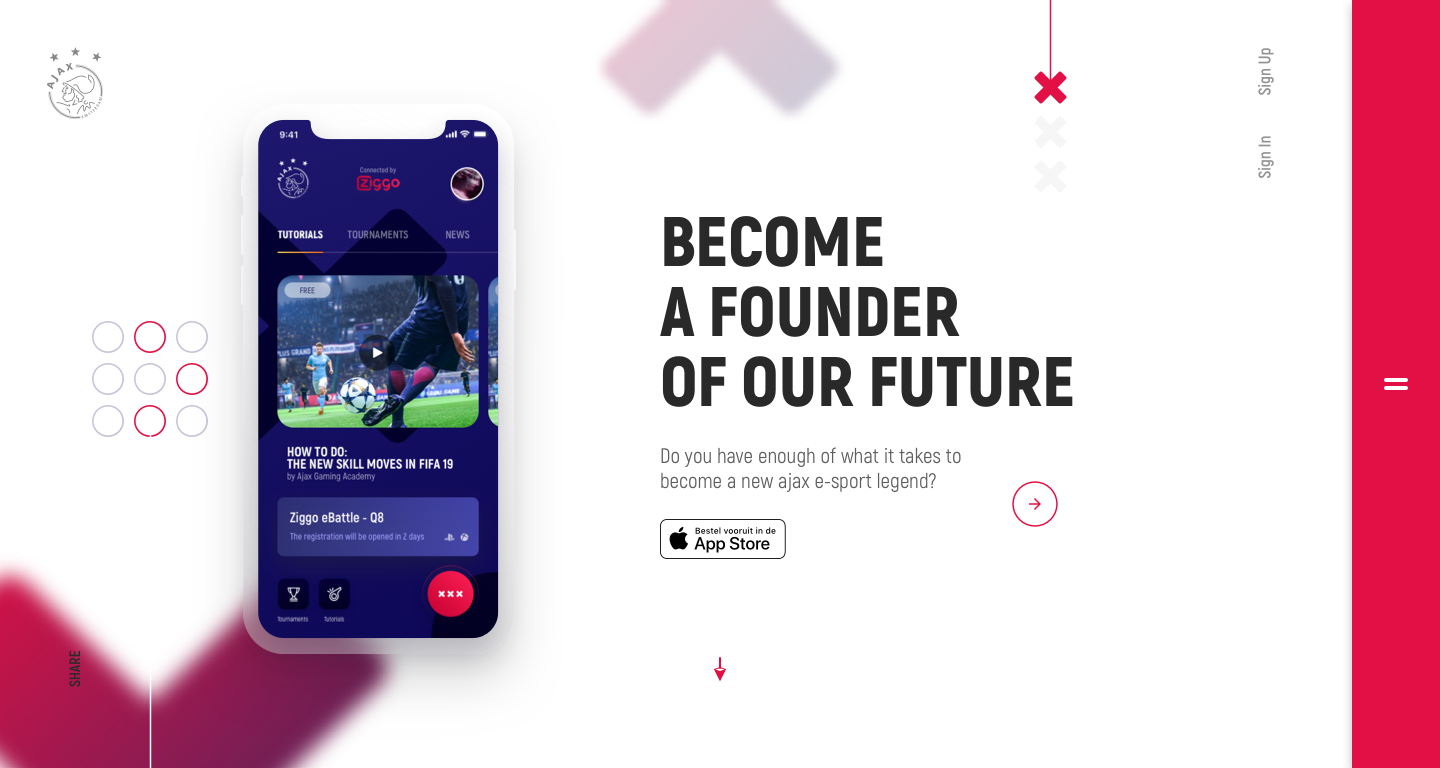 AJAX
AMSTERDAM
Sign Up
Sign In
9:41
AJAX
Connected by
Ziggo
TUTORIALS TOURNAMENTS NEWS
FREE
HOW TO DO:
THE NEW SKILL MOVES IN FIFA 19
by Ajax Gaming Academy
Ziggo eBattle - Q8
The registration will be opened in 2 days
Tournaments Tutorials
BECOME
A FOUNDER
OF OUR FUTURE
Do you have enough of what it takes to
become a new ajax e-sport legend?
Bestel vooruit in de
App Store
SHARE